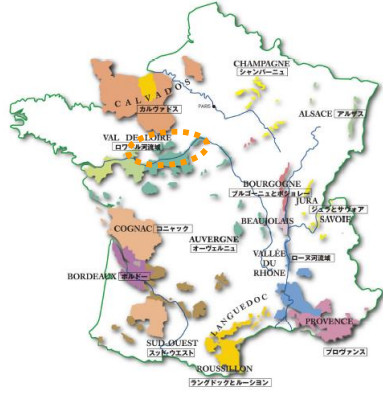 CHAMPAGNE
シャンパーニュ
CALVADOS
カルヴァドス
PARIS
ALSACE アルザス
VAL DE LOIRE
ロワール河流域
BOURGOGNE
ブルゴーニュとボジョレー
JURA
ジュラとサヴォア
SAVOIE
BEAUJOLAIS
COGNAC コニャック
AUVERGNE
オーヴェルニュ
VALLÉE
DU
RHÔNE
ローヌ河流域
BORDEAUX ボルドー
LANGUEDOC
PROVENCE
プロヴァンス
SUD OUEST
スッド・ウエスト
ROUSSILLON
ラングドックとルーション